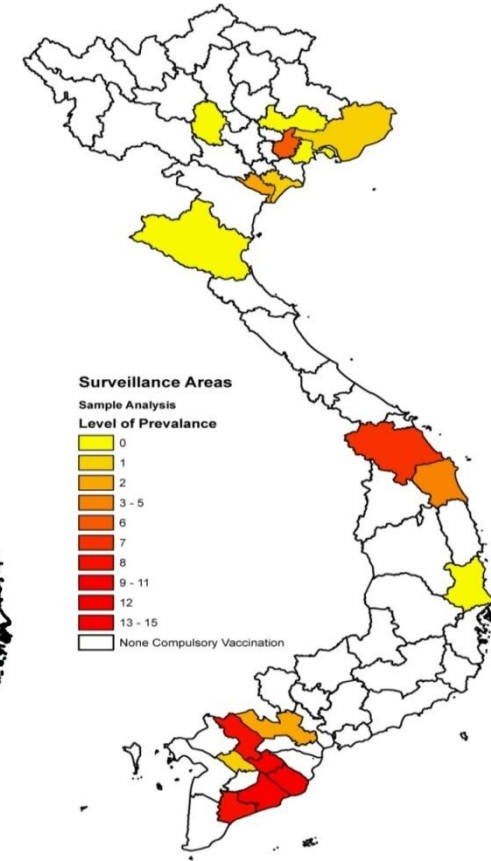 Surveillance Areas
Sample Analysis
Level of Prevalance
0
1
2
3 - 5
6
7
8
9 - 11
12
13 - 15
None Compulsory Vaccination